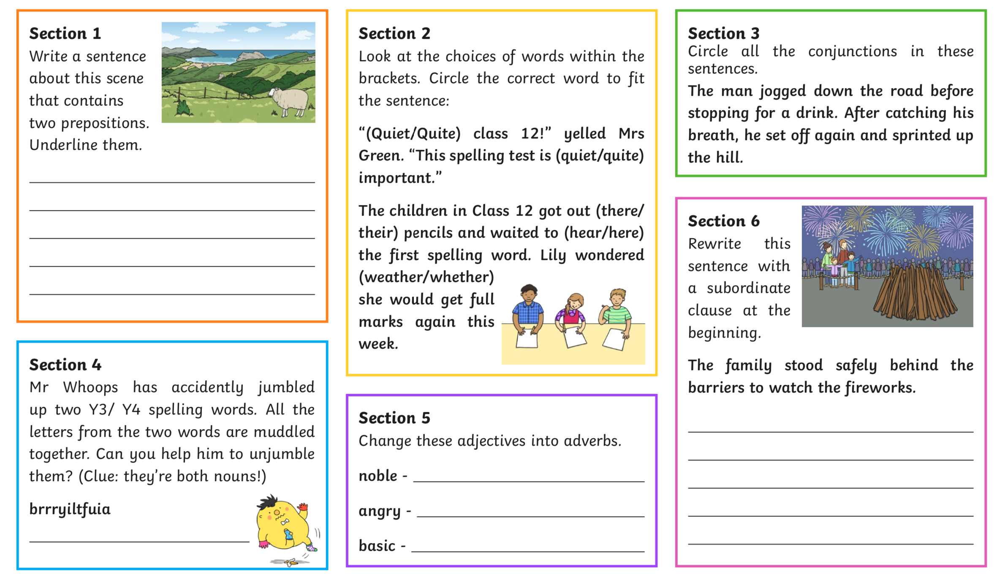 Section 1
Write a sentence
about this scene
that contains
two prepositions.
Underline them.
Section 2
Look at the choices of words within the
brackets. Circle the correct word to fit
the sentence:
“(Quiet/Quite) class 12!” yelled Mrs
Green. “This spelling test is (quiet/quite)
important.”
The children in Class 12 got out (there/
their) pencils and waited to (hear/here)
the first spelling word. Lily wondered
(weather/whether)
she would get full
marks again this
week.
Section 3
Circle all the conjunctions in these
sentences.
The man jogged down the road before
stopping for a drink. After catching his
breath, he set off again and sprinted up
the hill.
Section 4
Mr Whoops has accidently jumbled
up two Y3/ Y4 spelling words. All the
letters from the two words are muddled
together. Can you help him to unjumble
them? (Clue: they’re both nouns!)
brrryiltfuia
Section 5
Change these adjectives into adverbs.
noble -
angry -
basic -
Section 6
Rewrite this
sentence with
a subordinate
clause at the
beginning.
The family stood safely behind the
barriers to watch the fireworks.